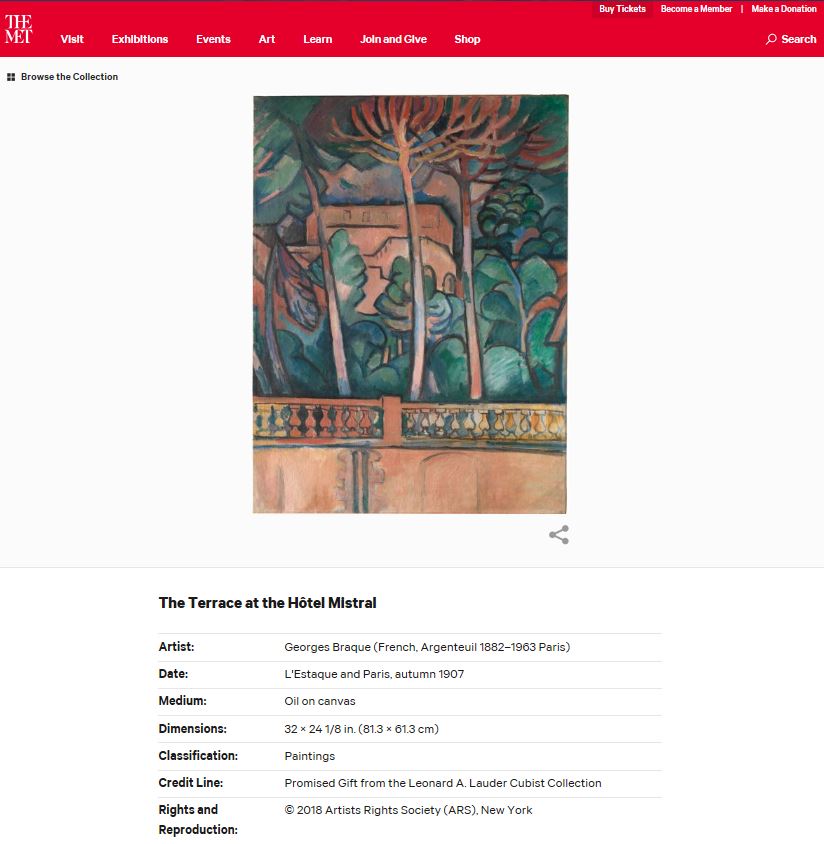 Buy Tickets Become a Member | Make a Donation
THE
MET
Visit Exhibitions Events Art Learn Join and Give Shop Search
Browse the Collection
The Terrace at the Hôtel Mistral
Artist: Georges Braque (French, Argenteuil 1882–1963 Paris)
Date: L'Estaque and Paris, autumn 1907
Medium: Oil on canvas
Dimensions: 32 × 24 1/8 in. (81.3 × 61.3 cm)
Classification: Paintings
Credit Line: Promised Gift from the Leonard A. Lauder Cubist Collection
Rights and Reproduction: © 2018 Artists Rights Society (ARS), New York